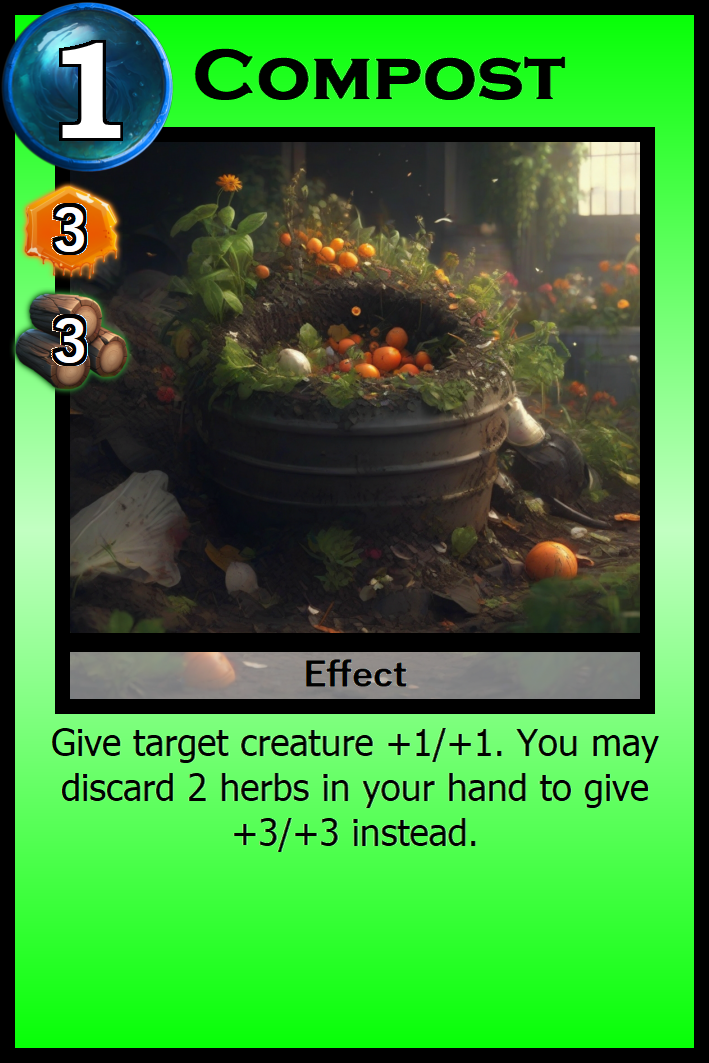 1
Compost
3
3
Effect
Give target creature +1/+1. You may
discard 2 herbs in your hand to give
+3/+3 instead.